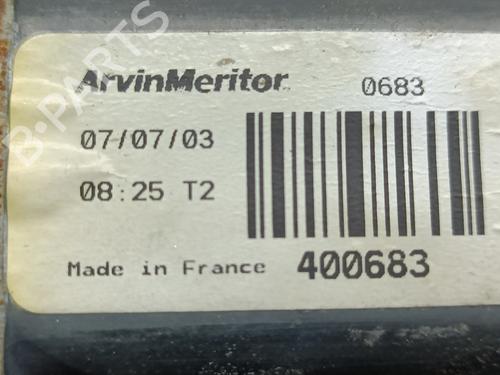 ArvinMeritor 0683
07/07/03
08:25 T2
Made in France 400683
B-PARTS